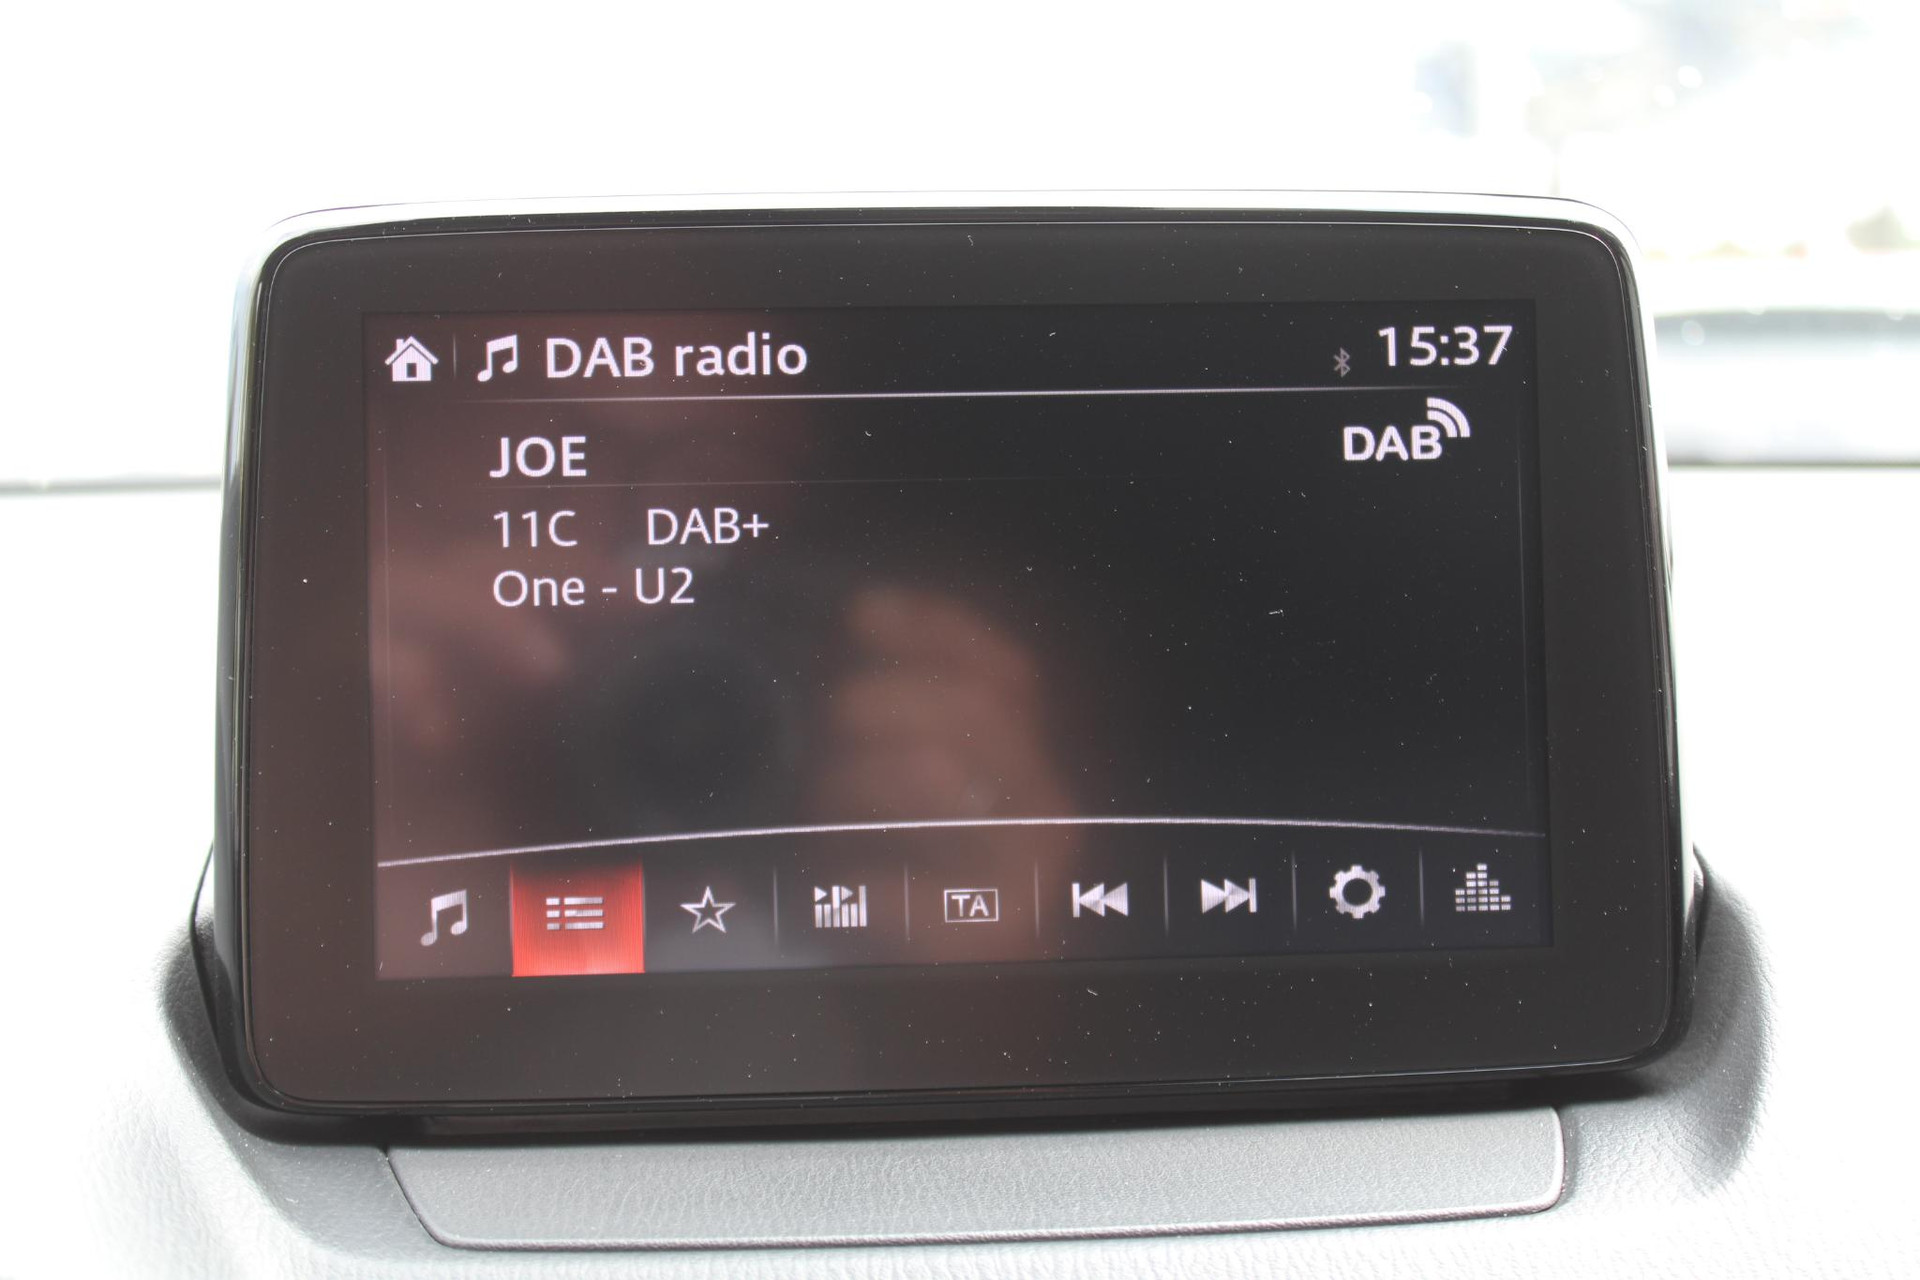 DAB radio
15:37
JOE
DAB
11C DAB+
One - U2
TA